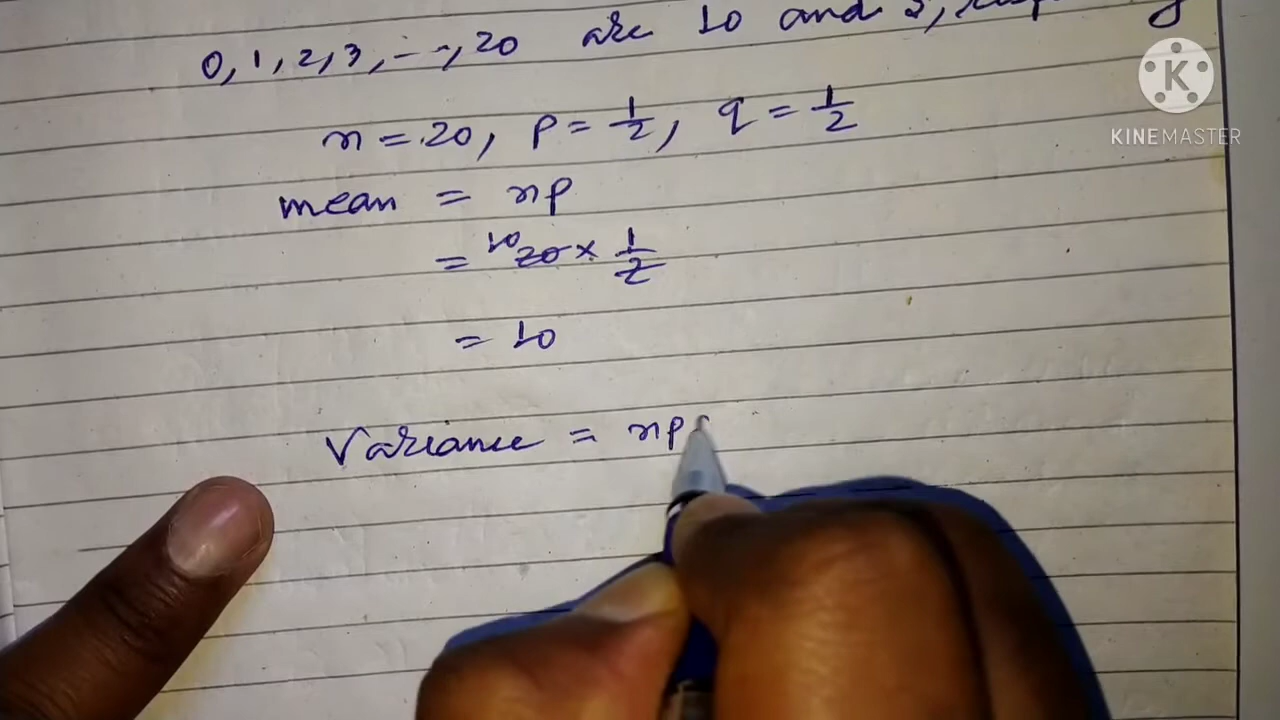 0, 1, 2, 3, ---, 20 are 10 and 5,
n = 20, p = 1/2, q = 1/2
mean = np
= 10 20 × 1/2
= 10
Variance = np
K
KINEMASTER